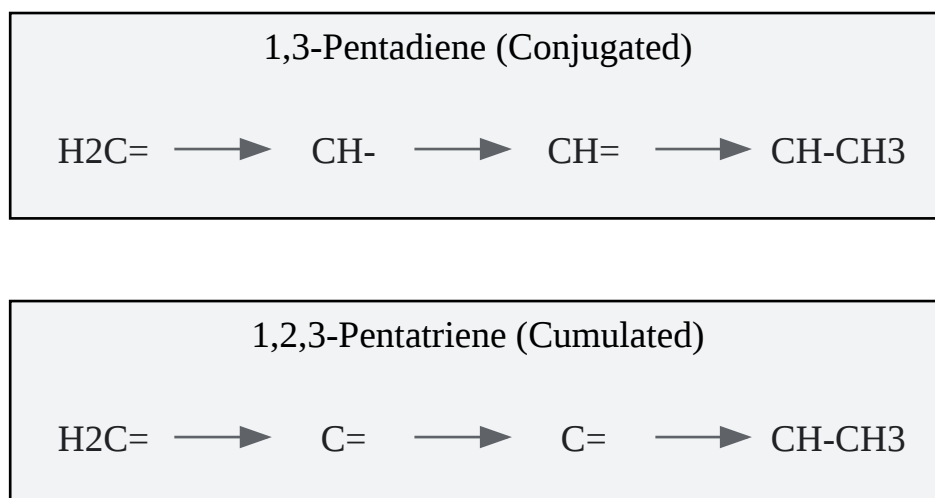 1,3-Pentadiene (Conjugated)
H2C= CH- CH= CH-CH3
1,2,3-Pentatriene (Cumulated)
H2C= C= C= CH-CH3